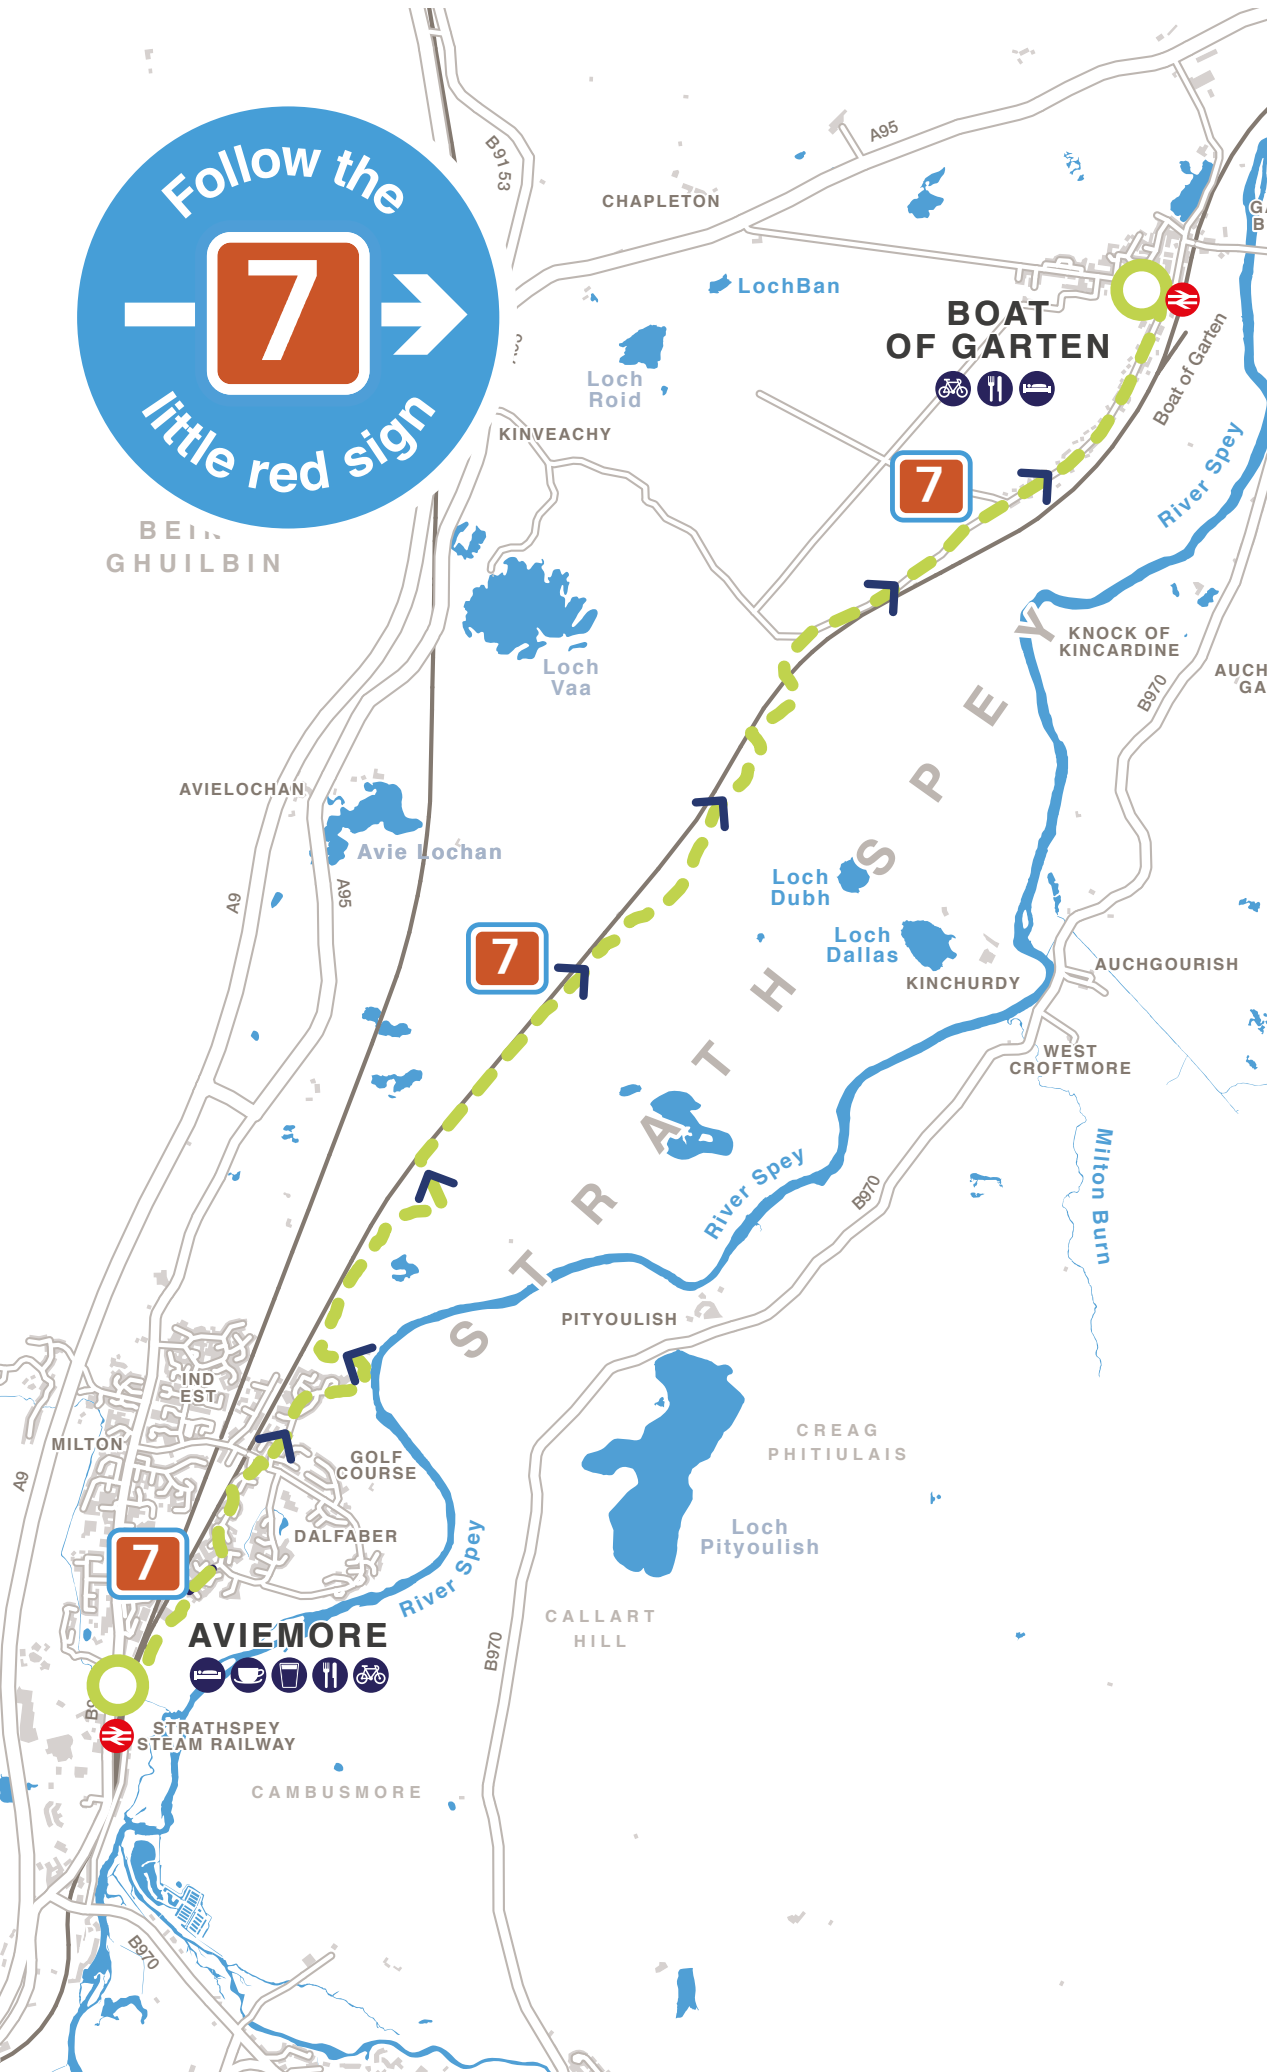 Follow the
7
little red sign
B9153
A95
CHAPLETON
LochBan
BOAT
OF GARTEN
Boat of Garten
Loch
Roid
KINVEACHY
7
River Spey
GHUILBIN
Loch
Vaa
KNOCK OF
KINCARDINE
B970
AVIELOCHAN
Avie Lochan
A9
A95
STRATHSPEY
Loch
Dubh
Loch
Dallas
KINCHURDY
7
AUCHGOURISH
WEST
CROFTMORE
Milton Burn
River Spey
B970
PITYOULISH
IND
EST
MILTON
A9
GOLF
COURSE
DALFABER
CREAG
PHITIULAIS
Loch
Pityoulish
River Spey
7
AVIEMORE
CALLART
HILL
B970
STRATHSPEY
STEAM RAILWAY
CAMBUSMORE
B970